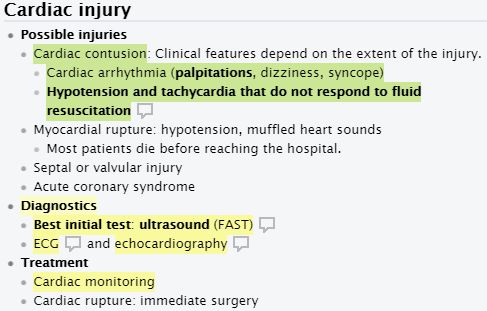 Cardiac injury
Possible injuries
Cardiac contusion: Clinical features depend on the extent of the injury.
Cardiac arrhythmia (palpitations, dizziness, syncope)
Hypotension and tachycardia that do not respond to fluid
resuscitation
Myocardial rupture: hypotension, muffled heart sounds
Most patients die before reaching the hospital.
Septal or valvular injury
Acute coronary syndrome
Diagnostics
Best initial test: ultrasound (FAST)
ECG and echocardiography
Treatment
Cardiac monitoring
Cardiac rupture: immediate surgery